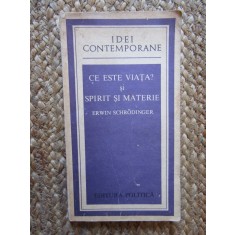 IDEI
CONTEMPORANE
CE ESTE VIAȚA?
și
SPIRIT ȘI MATERIE
ERWIN SCHRÖDINGER
EDITURA POLITICĂ